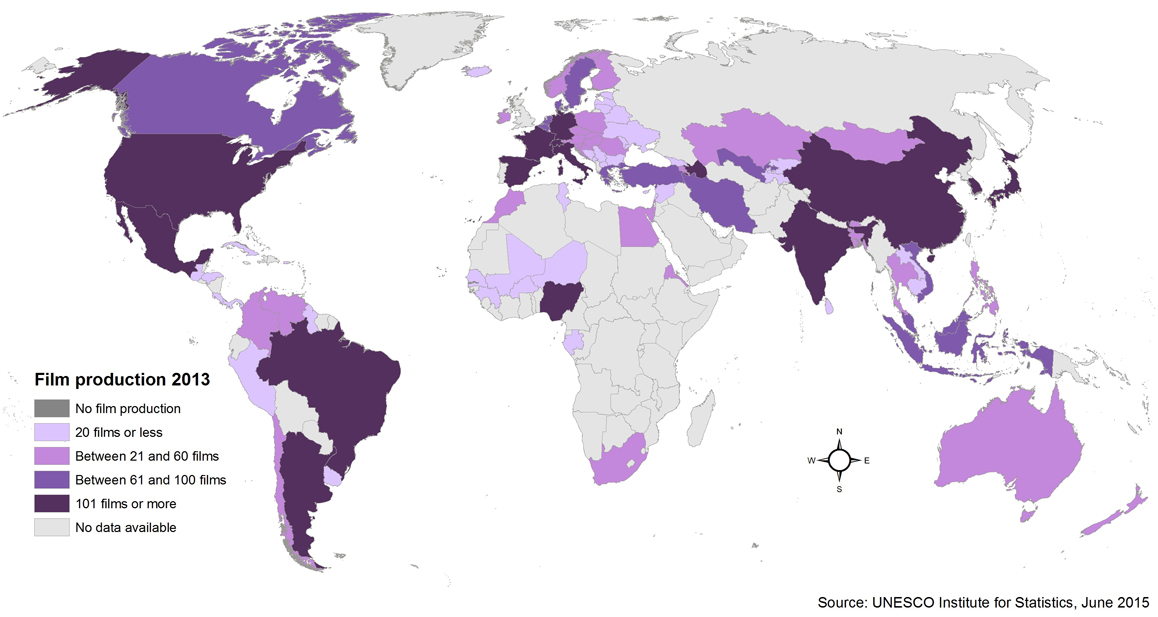 Film production 2013
No film production
20 films or less
Between 21 and 60 films
Between 61 and 100 films
101 films or more
No data available
N
W E
S
Source: UNESCO Institute for Statistics, June 2015